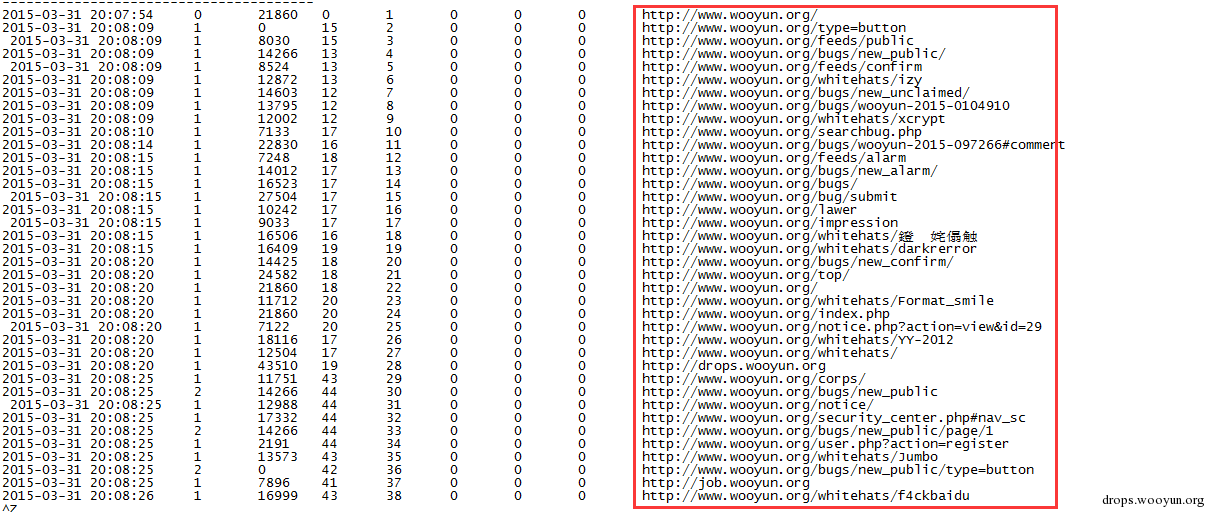 ----------------------------------------
2015-03-31 20:07:54 0 21860 0 1 0 0 0 http://www.wooyun.org/
2015-03-31 20:08:09 1 0 15 2 0 0 0 http://www.wooyun.org/type=button
2015-03-31 20:08:09 1 8030 15 3 0 0 0 http://www.wooyun.org/feeds/public
2015-03-31 20:08:09 1 14266 13 4 0 0 0 http://www.wooyun.org/bugs/new_public/
2015-03-31 20:08:09 1 8524 13 5 0 0 0 http://www.wooyun.org/feeds/confirm
2015-03-31 20:08:09 1 12872 13 6 0 0 0 http://www.wooyun.org/whitehats/izy
2015-03-31 20:08:09 1 14603 12 7 0 0 0 http://www.wooyun.org/bugs/new_unclaimed/
2015-03-31 20:08:09 1 13795 12 8 0 0 0 http://www.wooyun.org/bugs/wooyun-2015-0104910
2015-03-31 20:08:09 1 12002 12 9 0 0 0 http://www.wooyun.org/whitehats/xcrypt
2015-03-31 20:08:10 1 7133 17 10 0 0 0 http://www.wooyun.org/searchbug.php
2015-03-31 20:08:14 1 22830 16 11 0 0 0 http://www.wooyun.org/bugs/wooyun-2015-097266#comment
2015-03-31 20:08:15 1 7248 18 12 0 0 0 http://www.wooyun.org/feeds/alarm
2015-03-31 20:08:15 1 14012 17 13 0 0 0 http://www.wooyun.org/bugs/new_alarm/
2015-03-31 20:08:15 1 16523 17 14 0 0 0 http://www.wooyun.org/bugs/
2015-03-31 20:08:15 1 27504 17 15 0 0 0 http://www.wooyun.org/bug/submit
2015-03-31 20:08:15 1 10242 17 16 0 0 0 http://www.wooyun.org/lawer
2015-03-31 20:08:15 1 9033 17 17 0 0 0 http://www.wooyun.org/impression
2015-03-31 20:08:15 1 16506 16 18 0 0 0 http://www.wooyun.org/whitehats/
2015-03-31 20:08:15 1 16409 19 19 0 0 0 http://www.wooyun.org/whitehats/darkrerror
2015-03-31 20:08:20 1 14425 18 20 0 0 0 http://www.wooyun.org/bugs/new_confirm/
2015-03-31 20:08:20 1 24582 18 21 0 0 0 http://www.wooyun.org/top/
2015-03-31 20:08:20 1 21860 18 22 0 0 0 http://www.wooyun.org/
2015-03-31 20:08:20 1 11712 20 23 0 0 0 http://www.wooyun.org/whitehats/Format_smile
2015-03-31 20:08:20 1 21860 20 24 0 0 0 http://www.wooyun.org/index.php
2015-03-31 20:08:20 1 7122 20 25 0 0 0 http://www.wooyun.org/notice.php?action=view&id=29
2015-03-31 20:08:20 1 18116 17 26 0 0 0 http://www.wooyun.org/whitehats/YY-2012
2015-03-31 20:08:20 1 12504 17 27 0 0 0 http://www.wooyun.org/whitehats/
2015-03-31 20:08:20 1 43510 19 28 0 0 0 http://drops.wooyun.org
2015-03-31 20:08:25 1 11751 43 29 0 0 0 http://www.wooyun.org/corps/
2015-03-31 20:08:25 2 14266 44 30 0 0 0 http://www.wooyun.org/bugs/new_public
2015-03-31 20:08:25 1 12988 44 31 0 0 0 http://www.wooyun.org/notice/
2015-03-31 20:08:25 1 17332 44 32 0 0 0 http://www.wooyun.org/security_center.php#nav_sc
2015-03-31 20:08:25 2 14266 44 33 0 0 0 http://www.wooyun.org/bugs/new_public/page/1
2015-03-31 20:08:25 1 2191 44 34 0 0 0 http://www.wooyun.org/user.php?action=register
2015-03-31 20:08:25 1 13573 43 35 0 0 0 http://www.wooyun.org/whitehats/Jumbo
2015-03-31 20:08:25 2 0 42 36 0 0 0 http://www.wooyun.org/bugs/new_public/type=button
2015-03-31 20:08:25 1 7896 41 37 0 0 0 http://job.wooyun.org
2015-03-31 20:08:26 1 16999 43 38 0 0 0 http://www.wooyun.org/whitehats/f4ckbaidu
^Z
drops.wooyun.org